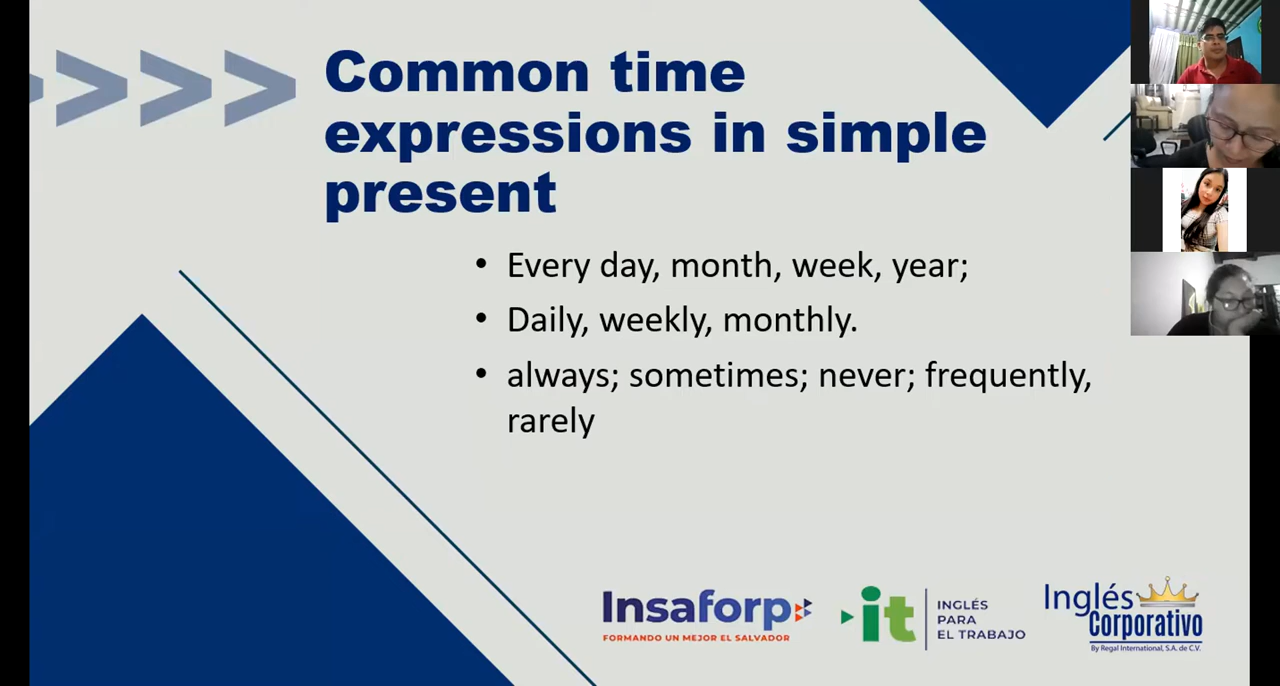 Common time
expressions in simple
present
• Every day, month, week, year;
• Daily, weekly, monthly.
• always; sometimes; never; frequently,
rarely
Insaforp
FORMANDO UN MEJOR EL SALVADOR
it
INGLÉS
PARA
EL TRABAJO
Inglés
Corporativo
By Regal International, S.A. de C.V.